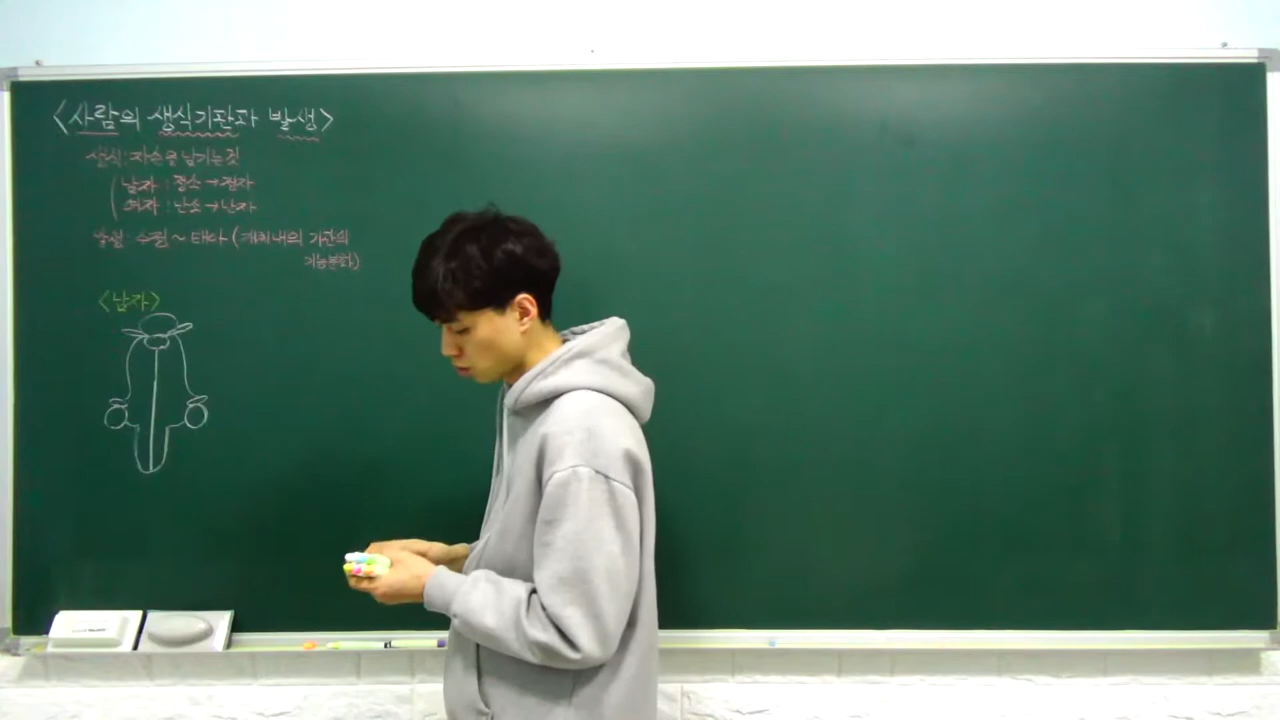 <사람의 생식기관과 발생>
생식: 자손을 남기는 것
남자 : 정소 → 정자
여자 : 난소 → 난자
발생: 수정 ~ 태아 (개체 내의 기관의
기능분화)
<남자>